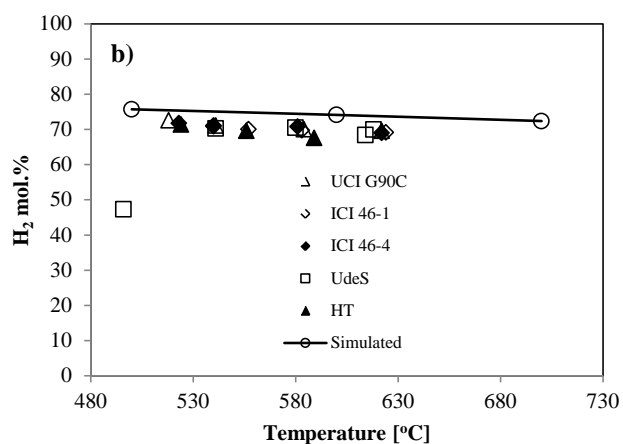 100
90
80
70
60
50
40
30
20
10
0
H2 mol.%
b)
UCI G90C
ICI 46-1
ICI 46-4
UdeS
HT
Simulated
480 530 580 630 680 730
Temperature [oC]